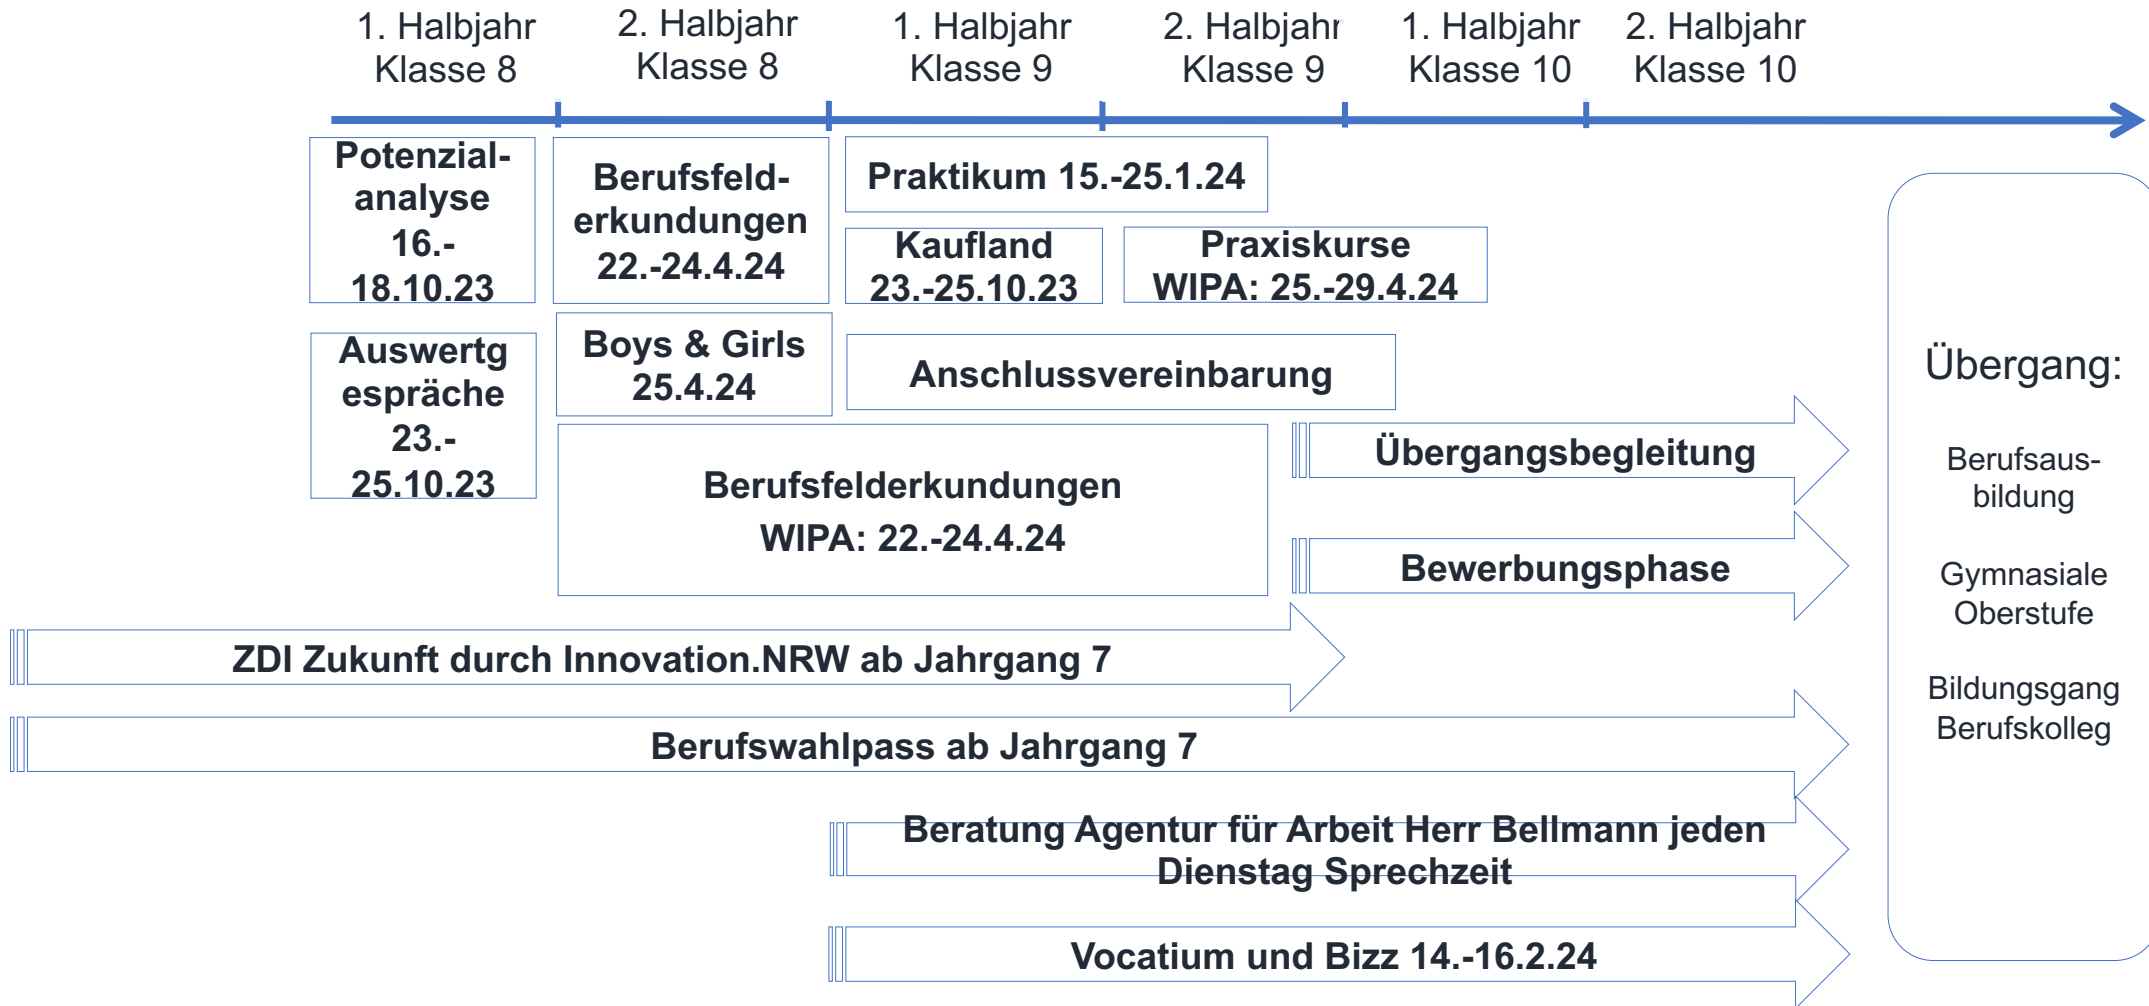 1. Halbjahr
Klasse 8
2. Halbjahr
Klasse 8
1. Halbjahr
Klasse 9
2. Halbjahr
Klasse 9
1. Halbjahr
Klasse 10
2. Halbjahr
Klasse 10
Potenzial-
analyse
16.-
18.10.23
Berufsfeld-
erkundungen
22.-24.4.24
Praktikum 15.-25.1.24
Kaufland
23.-25.10.23
Praxiskurse
WIPA: 25.-29.4.24
Auswertg
espräche
23.-
25.10.23
Boys & Girls
25.4.24
Anschlussvereinbarung
Berufsfelderkundungen
WIPA: 22.-24.4.24
Übergangsbegleitung
Bewerbungsphase
ZDI Zukunft durch Innovation.NRW ab Jahrgang 7
Berufswahlpass ab Jahrgang 7
Beratung Agentur für Arbeit Herr Bellmann jeden
Dienstag Sprechzeit
Vocatium und Bizz 14.-16.2.24
Übergang:
Berufsaus-
bildung
Gymnasiale
Oberstufe
Bildungsgang
Berufskolleg